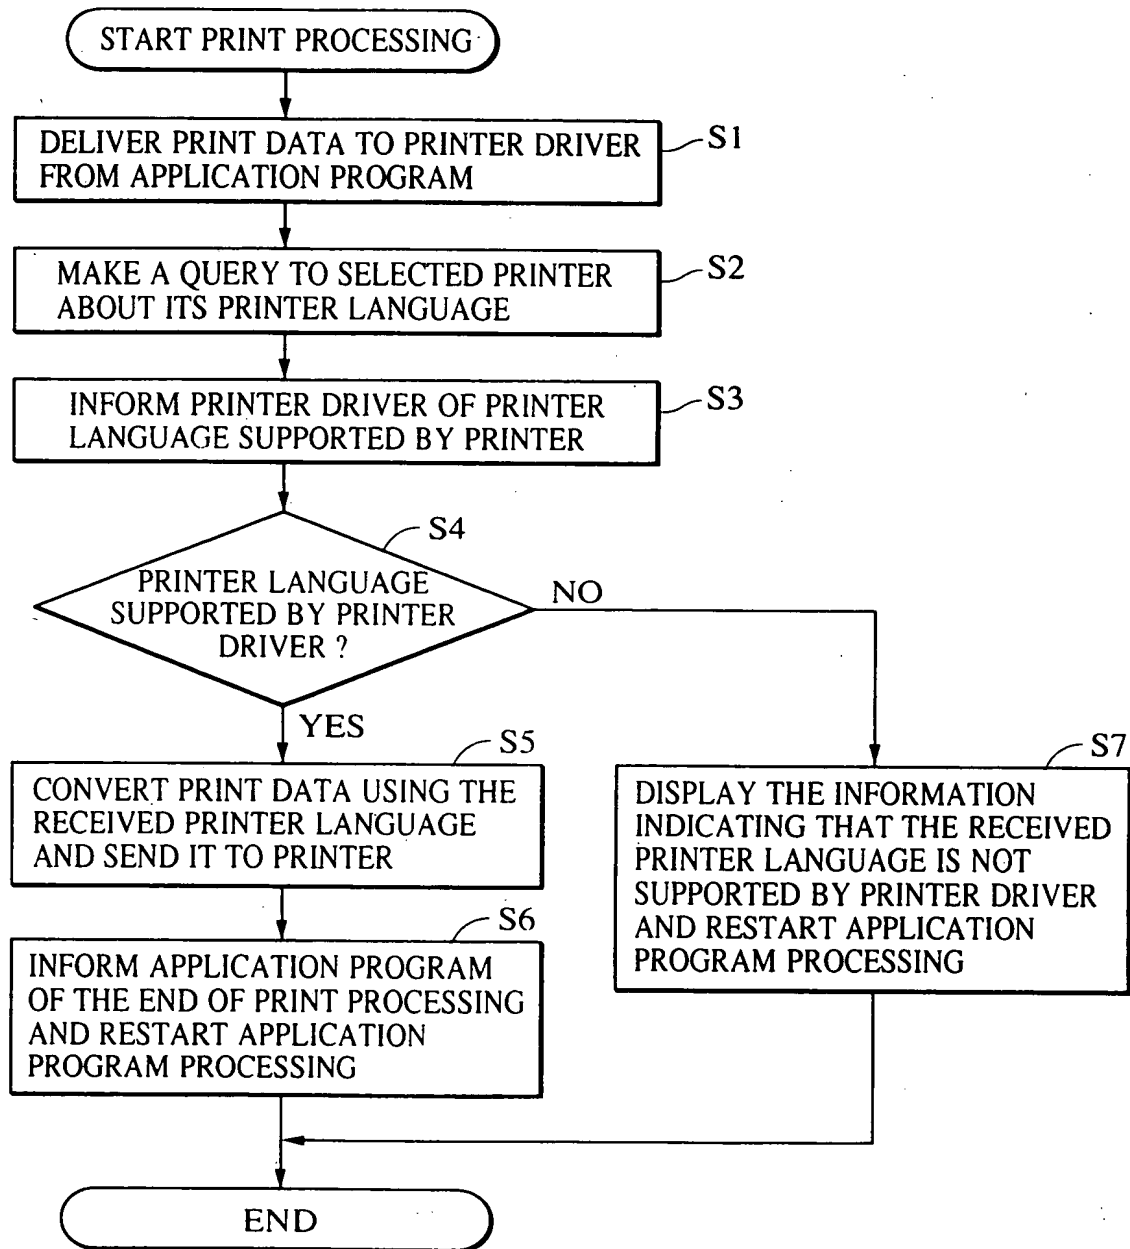 START PRINT PROCESSING
S1
DELIVER PRINT DATA TO PRINTER DRIVER
FROM APPLICATION PROGRAM
S2
MAKE A QUERY TO SELECTED PRINTER
ABOUT ITS PRINTER LANGUAGE
S3
INFORM PRINTER DRIVER OF PRINTER
LANGUAGE SUPPORTED BY PRINTER
S4
PRINTER LANGUAGE
SUPPORTED BY PRINTER
DRIVER ?
NO
YES
S5
CONVERT PRINT DATA USING THE
RECEIVED PRINTER LANGUAGE
AND SEND IT TO PRINTER
S6
INFORM APPLICATION PROGRAM
OF THE END OF PRINT PROCESSING
AND RESTART APPLICATION
PROGRAM PROCESSING
S7
DISPLAY THE INFORMATION
INDICATING THAT THE RECEIVED
PRINTER LANGUAGE IS NOT
SUPPORTED BY PRINTER DRIVER
AND RESTART APPLICATION
PROGRAM PROCESSING
END